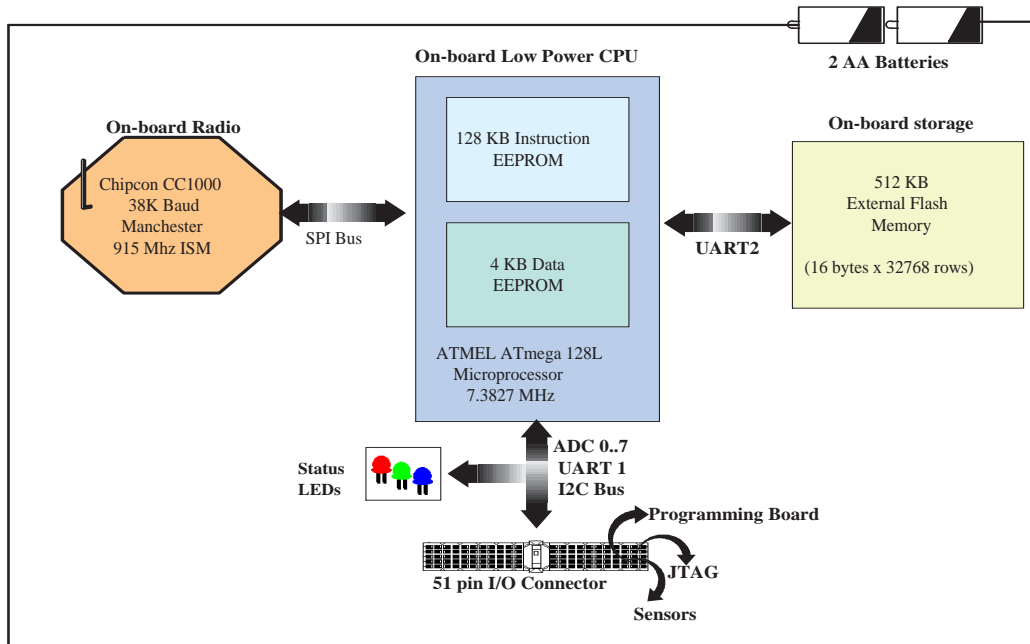 2 AA Batteries
On-board Low Power CPU
128 KB Instruction
EEPROM
4 KB Data
EEPROM
ATMEL ATmega 128L
Microprocessor
7.3827 MHz
On-board Radio
Chipcon CC1000
38K Baud
Manchester
915 Mhz ISM
SPI Bus
UART2
On-board storage
512 KB
External Flash
Memory
(16 bytes x 32768 rows)
Status
LEDs
ADC 0..7
UART 1
I2C Bus
Programming Board
JTAG
51 pin I/O Connector
Sensors